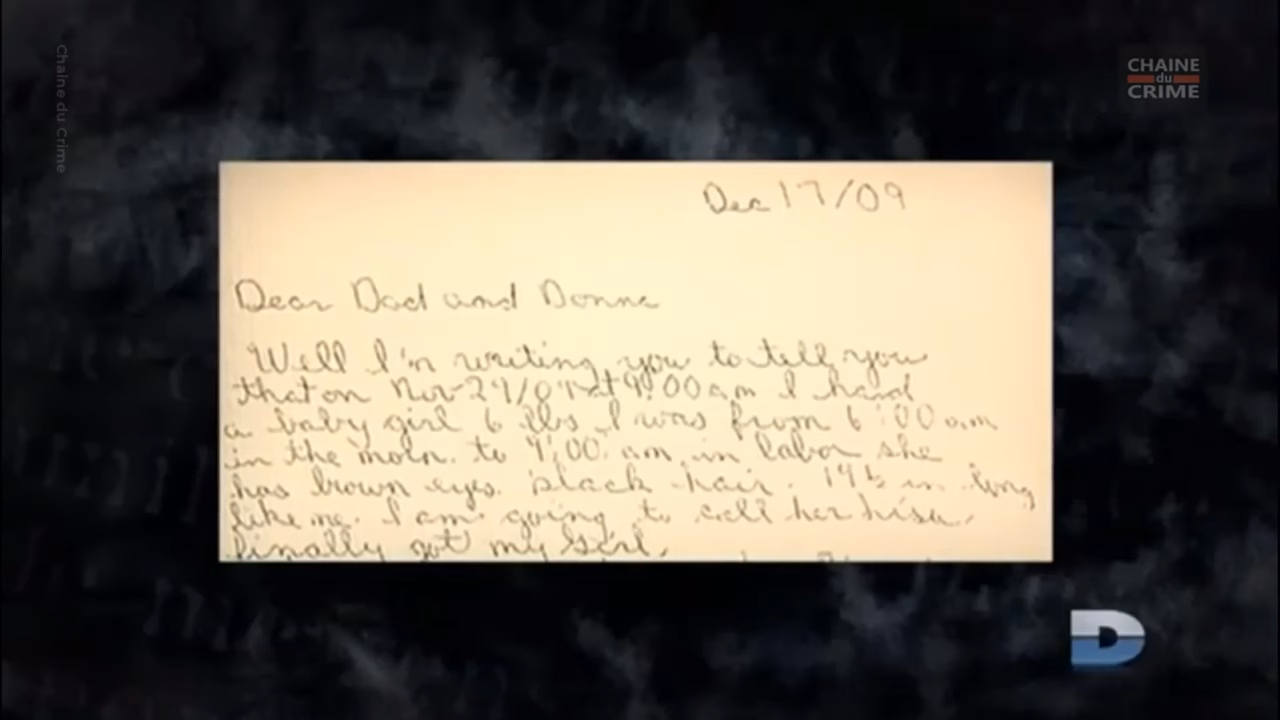 Chaine du Crime
CHAINE
du
CRIME
Dec 17/09
Dear Dad and Donna
Well I'm writing you to tell you
that on Nov 29/09 at 9:00 am I had
a baby girl 6 lbs I was from 6:00 am
in the morn. to 9:00 am in labor she
has brown eyes. black hair. 19½ in long
like me. I am going to call her
finally got my girl.
D